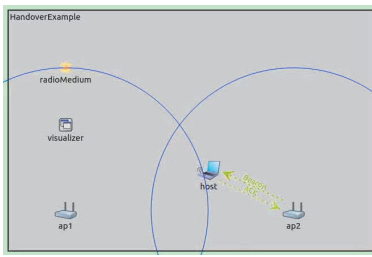 HandoverExample
radioMedium
visualizer
host
ap1
ap2